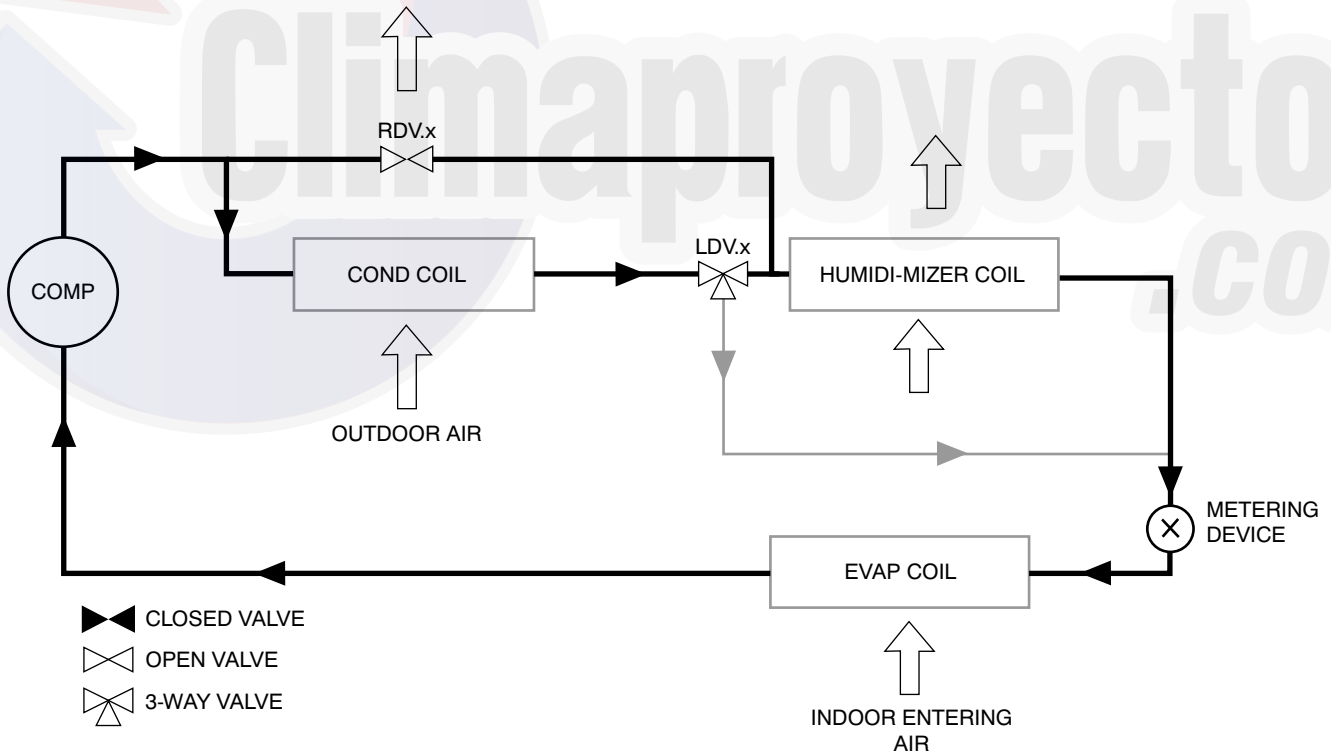 Climaproyecto
.co
RDV.x
LDV.x
COMP
COND COIL
HUMIDI-MIZER COIL
OUTDOOR AIR
METERING
DEVICE
EVAP COIL
CLOSED VALVE
OPEN VALVE
3-WAY VALVE
INDOOR ENTERING
AIR